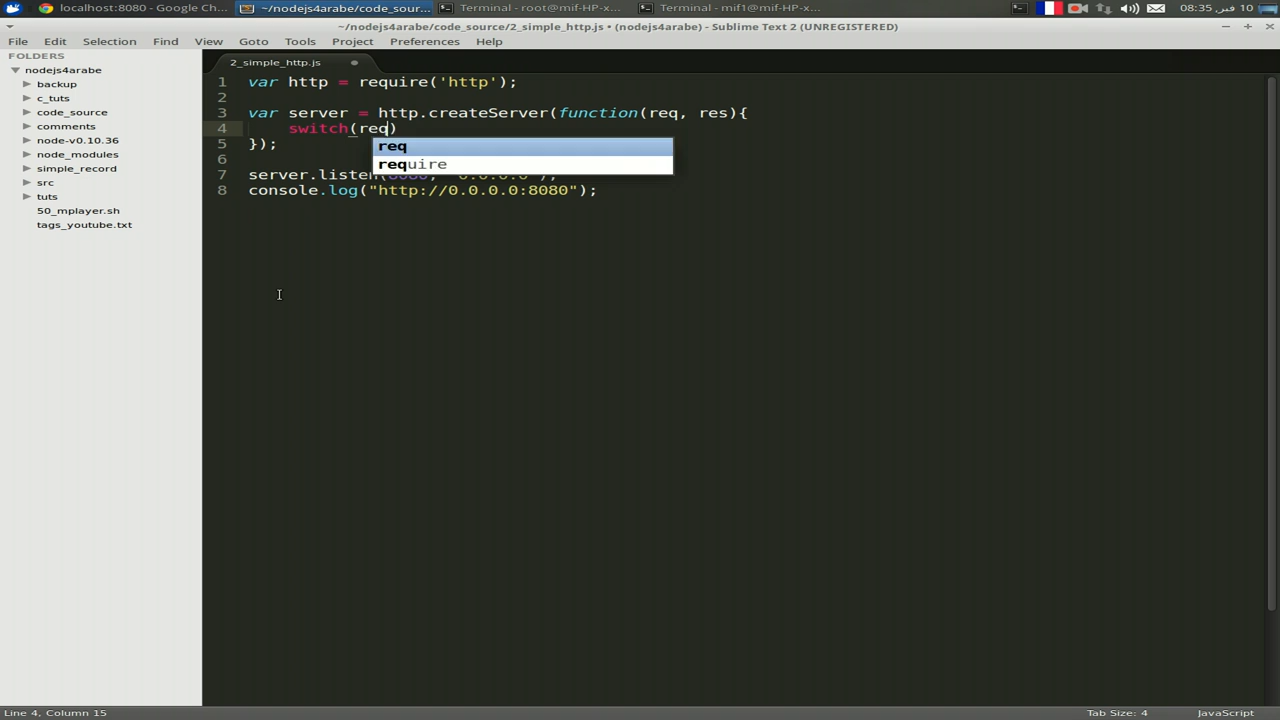 localhost:8080 - Google Ch...
~/nodejs4arabe/code_sour...
Terminal - root@mif-HP-x...
Terminal - mif1@mif-HP-x...
08:35 10 فبر,
~/nodejs4arabe/code_source/2_simple_http.js • (nodejs4arabe) - Sublime Text 2 (UNREGISTERED)
File Edit Selection Find View Goto Tools Project Preferences Help
FOLDERS
nodejs4arabe
backup
c_tuts
code_source
comments
node-v0.10.36
node_modules
simple_record
src
tuts
50_mplayer.sh
tags_youtube.txt
2_simple_http.js
1 var http = require('http');
2
3 var server = http.createServer(function(req, res){
4 switch(req)
req
require
5 });
6
7 server.listen(8080, "0.0.0.0");
8 console.log("http://0.0.0.0:8080");
Line 4, Column 15
Tab Size: 4
JavaScript